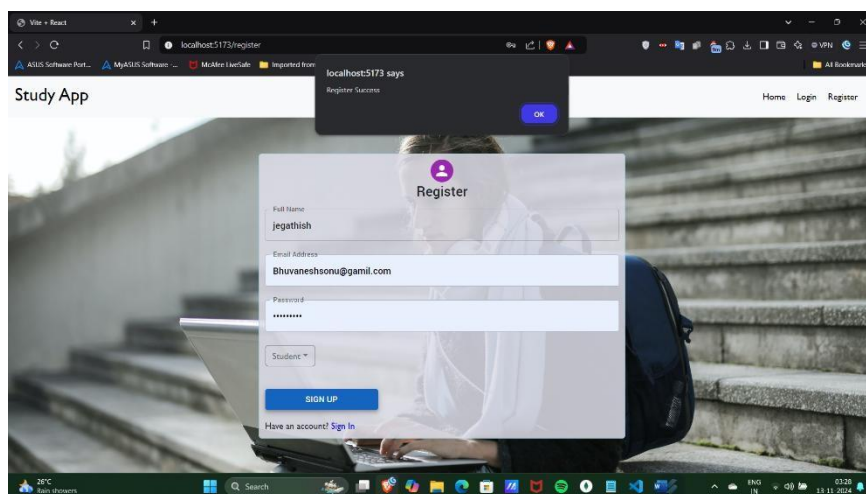 Vite + React
localhost:5173/register
VPN
ASUS Software Port...
MyASUS Software -...
McAfee LiveSafe
Imported from
All Bookmarks
localhost:5173 says
Register Success
OK
Study App
Home
Login
Register
Register
Full Name
jegathish
Email Address
Bhuvaneshsonu@gamil.com
Password
•••••••••
Student
SIGN UP
Have an account? Sign In
26°C
Rain showers
Search
ENG
IN
03:28
13-11-2024